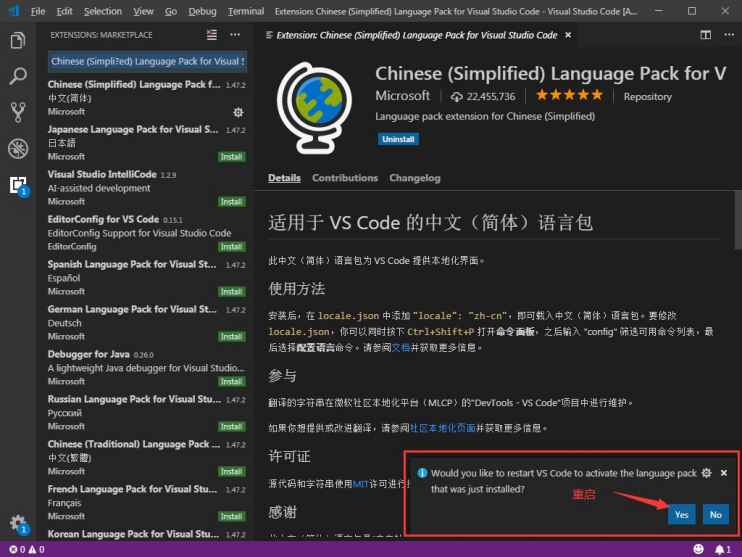 File Edit Selection View Go Debug Terminal Extension: Chinese (Simplified) Language Pack for Visual Studio Code - Visual Studio Code [A...
EXTENSIONS: MARKETPLACE
Chinese (Simpli?ed) Language Pack for Visual S
Chinese (Simplified) Language Pack f... 1.47.2
中文(简体)
Microsoft
Japanese Language Pack for Visual S... 1.47.2
日本語
Microsoft Install
Visual Studio IntelliCode 1.2.9
AI-assisted development
Microsoft Install
EditorConfig for VS Code 0.15.1
EditorConfig Support for Visual Studio Code
EditorConfig Install
Spanish Language Pack for Visual St... 1.47.2
Español
Microsoft Install
German Language Pack for Visual St... 1.47.2
Deutsch
Microsoft Install
Debugger for Java 0.26.0
A lightweight Java debugger for Visual Studio...
Microsoft Install
Russian Language Pack for Visual Stu... 1.47.2
Русский
Microsoft Install
Chinese (Traditional) Language Pack ... 1.47.2
中文(繁體)
Microsoft Install
French Language Pack for Visual Stu... 1.47.2
Français
Microsoft Install
Korean Language Pack for Visual Stu... 1.47.2
Extension: Chinese (Simplified) Language Pack for Visual Studio Code
Chinese (Simplified) Language Pack for V
Microsoft 22,455,736 Repository
Language pack extension for Chinese (Simplified)
Uninstall
Details Contributions Changelog
适用于 VS Code 的中文（简体）语言包
此中文（简体）语言包为 VS Code 提供本地化界面。
使用方法
安装后，在 locale.json 中添加 "locale": "zh-cn"，即可载入中文（简体）语言包。要修改
locale.json，你可以同时按下 Ctrl+Shift+P 打开命令面板，之后输入 "config" 筛选可用命令列表，最
后选择配置语言命令。请参阅文档并获取更多信息。
参与
翻译的字符串在微软社区本地化平台（MLCP）的"DevTools - VS Code"项目中进行维护。
如果你想提供或改进翻译，请参阅社区本地化页面并获取更多信息。
许可证
源代码和字符串使用MIT许可进行
感谢
Would you like to restart VS Code to activate the language pack
that was just installed?
重启
Yes No
1
1
0 0
1